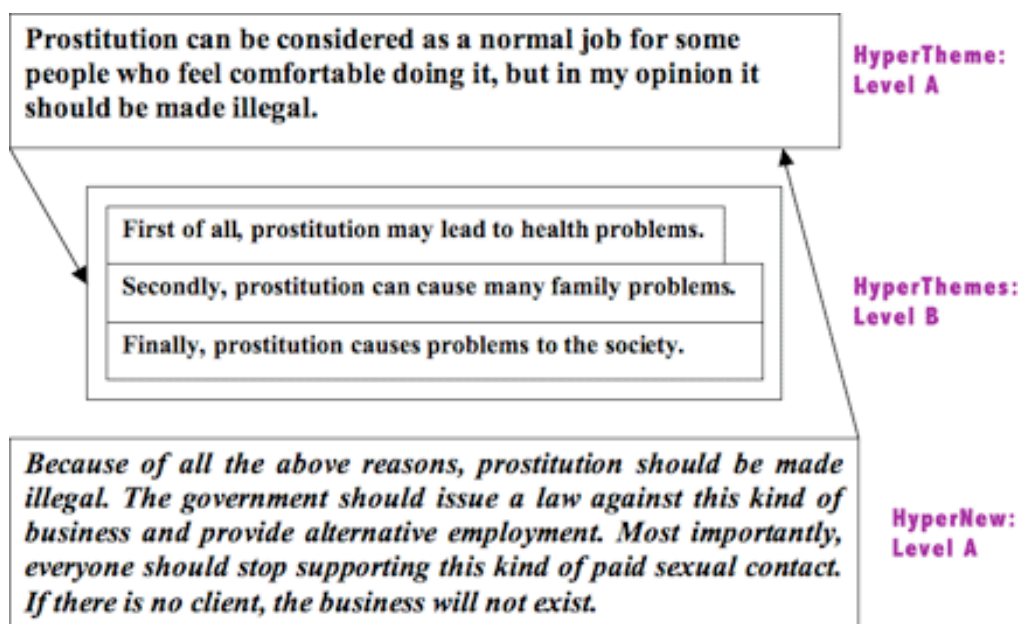 Prostitution can be considered as a normal job for some
people who feel comfortable doing it, but in my opinion it
should be made illegal.
HyperTheme:
Level A
First of all, prostitution may lead to health problems.
Secondly, prostitution can cause many family problems.
Finally, prostitution causes problems to the society.
HyperThemes:
Level B
Because of all the above reasons, prostitution should be made
illegal. The government should issue a law against this kind of
business and provide alternative employment. Most importantly,
everyone should stop supporting this kind of paid sexual contact.
If there is no client, the business will not exist.
HyperNew:
Level A